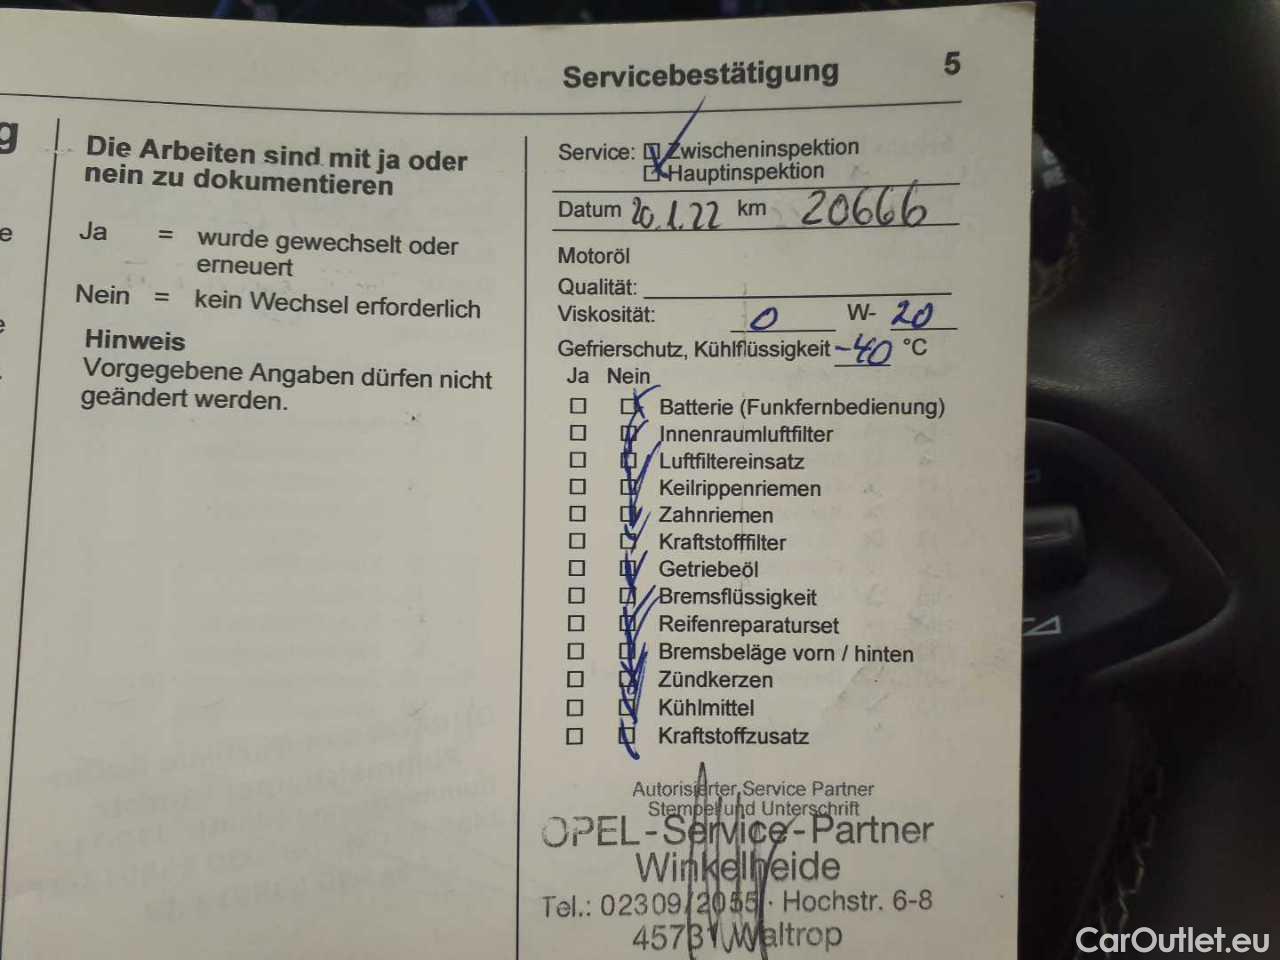 Servicebestätigung 5
g
Die Arbeiten sind mit ja oder
nein zu dokumentieren
Ja = wurde gewechselt oder
erneuert
Nein = kein Wechsel erforderlich
Hinweis
Vorgegebene Angaben dürfen nicht
geändert werden.
e
e
Service: Zwischeninspektion
Hauptinspektion
Datum 20.1.22 km 20666
Motoröl
Qualität:
Viskosität: 0 W- 20
Gefrierschutz, Kühlflüssigkeit -40 °C
Ja Nein
Batterie (Funkfernbedienung)
Innenraumluftfilter
Luftfiltereinsatz
Keilrippenriemen
Zahnriemen
Kraftstofffilter
Getriebeöl
Bremsflüssigkeit
Reifenreparaturset
Bremsbeläge vorn / hinten
Zündkerzen
Kühlmittel
Kraftstoffzusatz
Autorisierter Service Partner
Stempel und Unterschrift
OPEL-Service-Partner
Winkelheide
Tel.: 02309/2055 · Hochstr. 6-8
45731 Waltrop
CarOutlet.eu